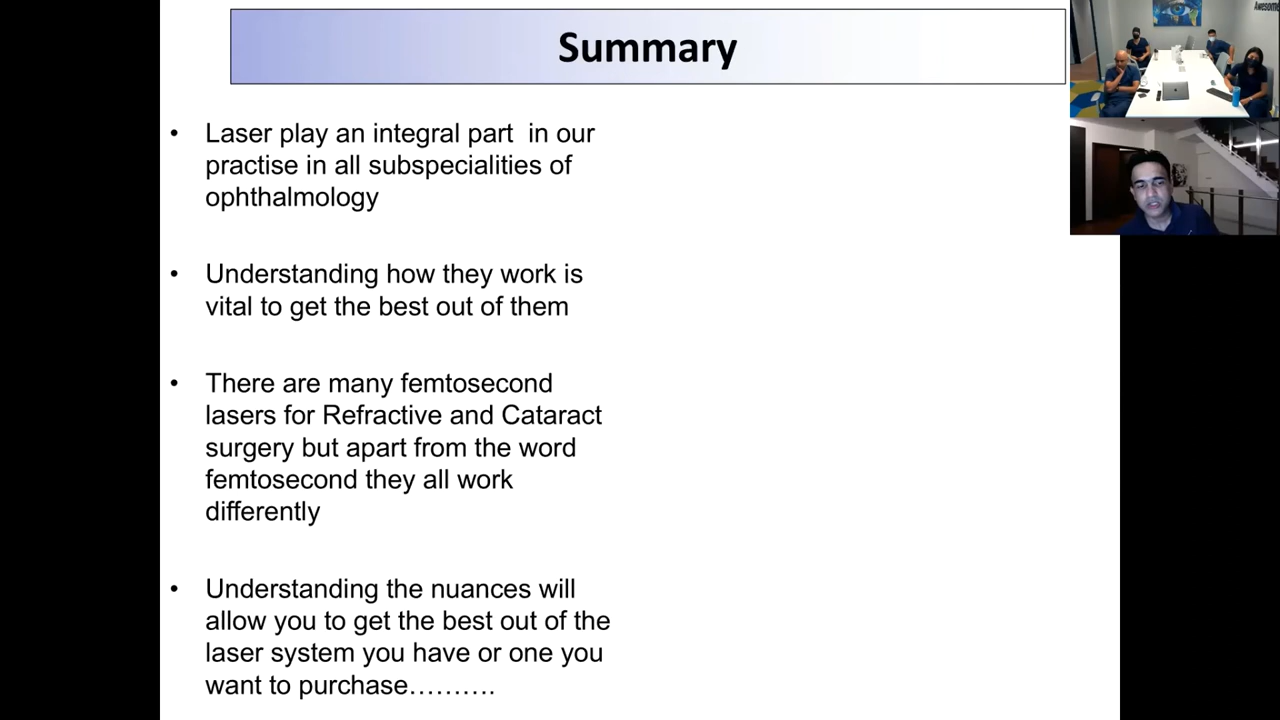 Summary
Awesome
• Laser play an integral part  in our
practise in all subspecialities of
ophthalmology
• Understanding how they work is
vital to get the best out of them
• There are many femtosecond
lasers for Refractive and Cataract
surgery but apart from the word
femtosecond they all work
differently
• Understanding the nuances will
allow you to get the best out of the
laser system you have or one you
want to purchase……….